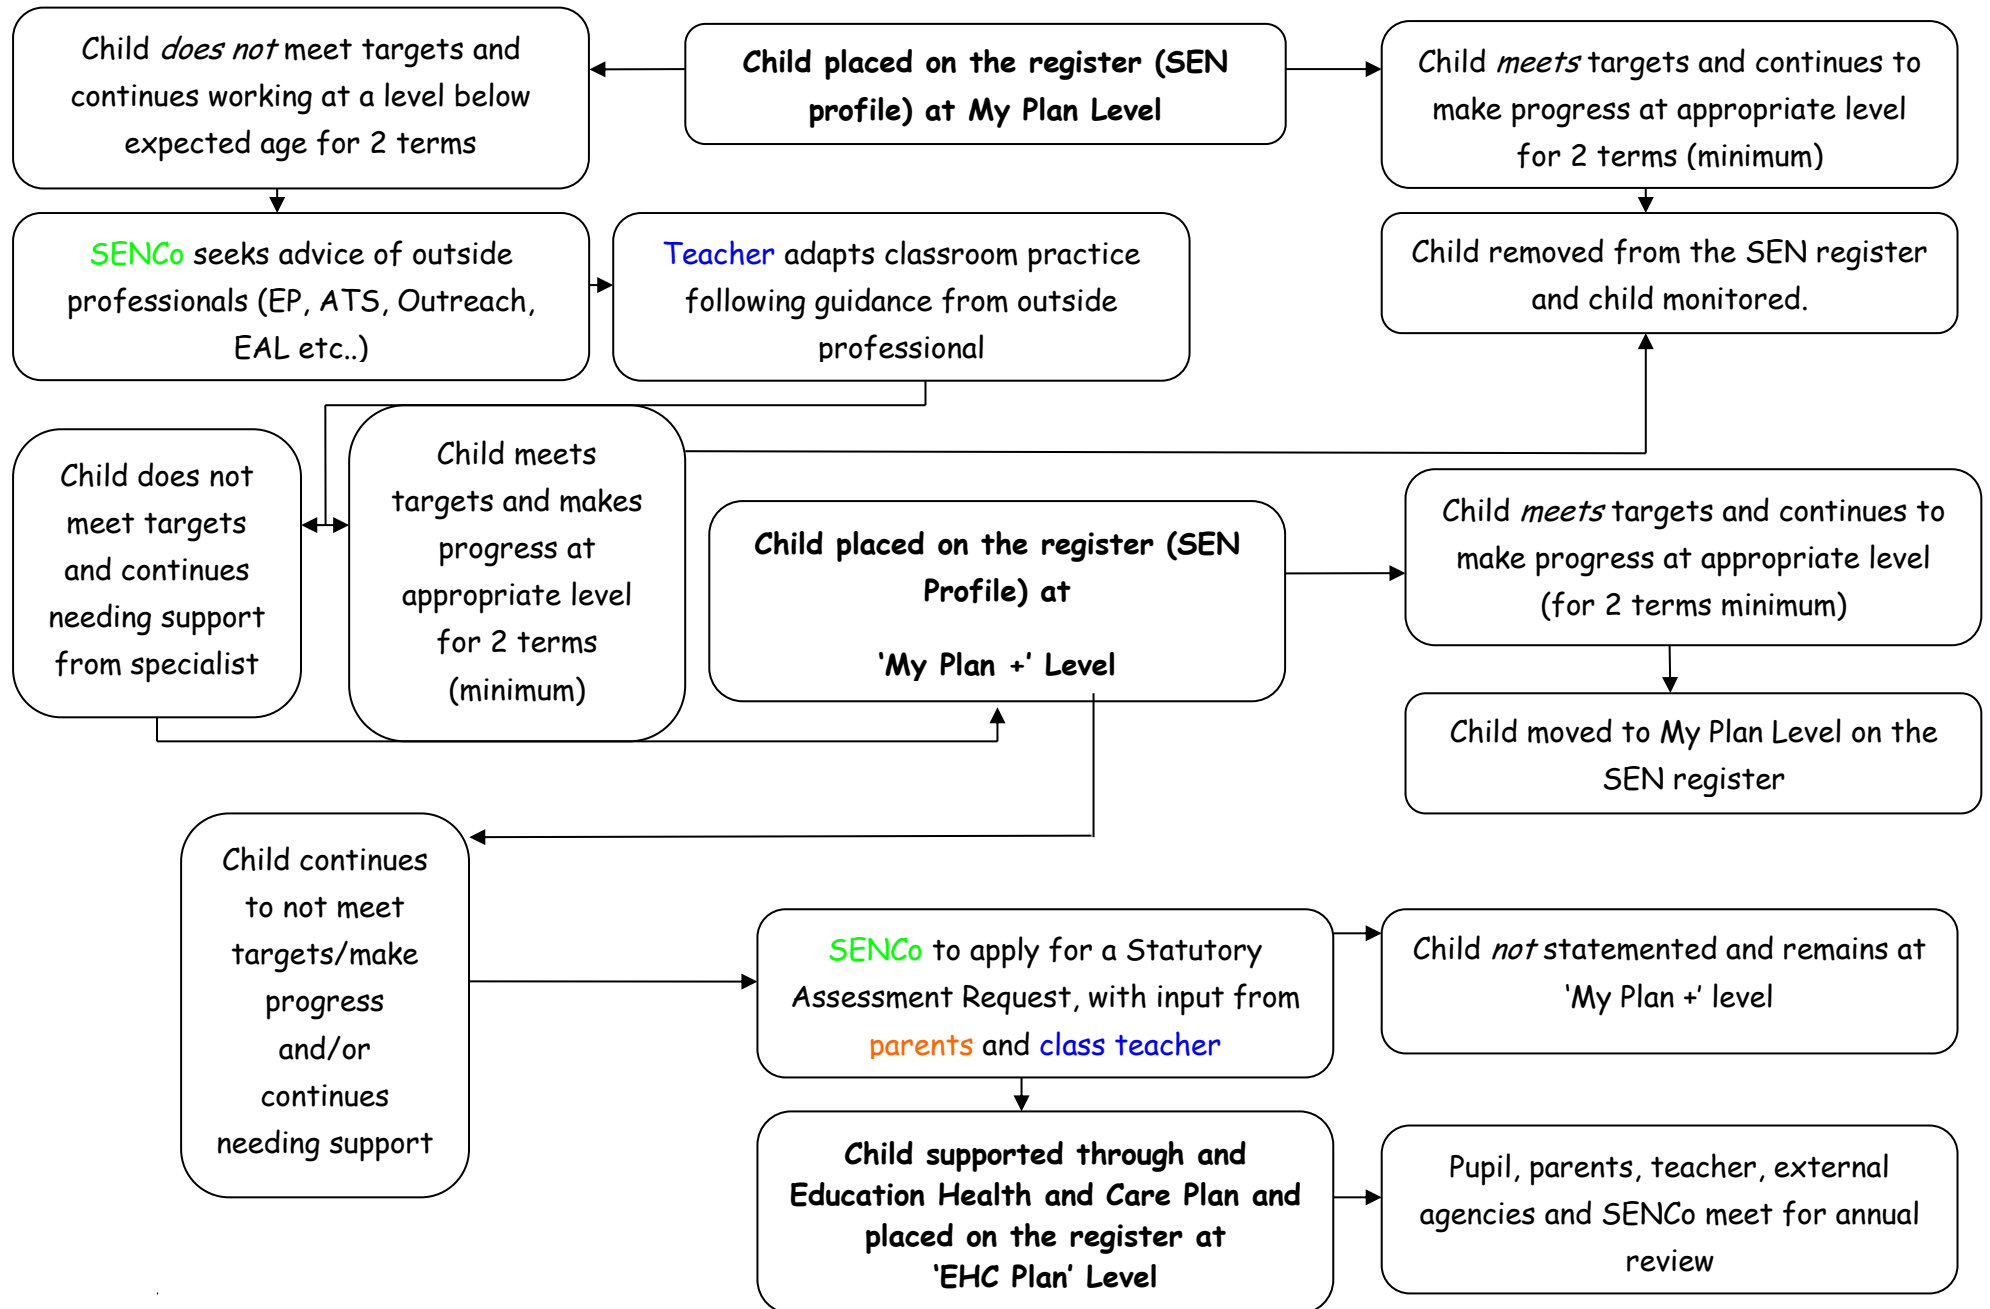 Child does not meet targets and
continues working at a level below
expected age for 2 terms
Child placed on the register (SEN
profile) at My Plan Level
Child meets targets and continues to
make progress at appropriate level
for 2 terms (minimum)
SENCo seeks advice of outside
professionals (EP, ATS, Outreach,
EAL etc..)
Teacher adapts classroom practice
following guidance from outside
professional
Child removed from the SEN register
and child monitored.
Child does not
meet targets
and continues
needing support
from specialist
Child meets
targets and makes
progress at
appropriate level
for 2 terms
(minimum)
Child placed on the register (SEN
Profile) at
‘My Plan +’ Level
Child meets targets and continues to
make progress at appropriate level
(for 2 terms minimum)
Child moved to My Plan Level on the
SEN register
Child continues
to not meet
targets/make
progress
and/or
continues
needing support
SENCo to apply for a Statutory
Assessment Request, with input from
parents and class teacher
Child not statemented and remains at
‘My Plan +’ level
Child supported through and
Education Health and Care Plan and
placed on the register at
‘EHC Plan’ Level
Pupil, parents, teacher, external
agencies and SENCo meet for annual
review